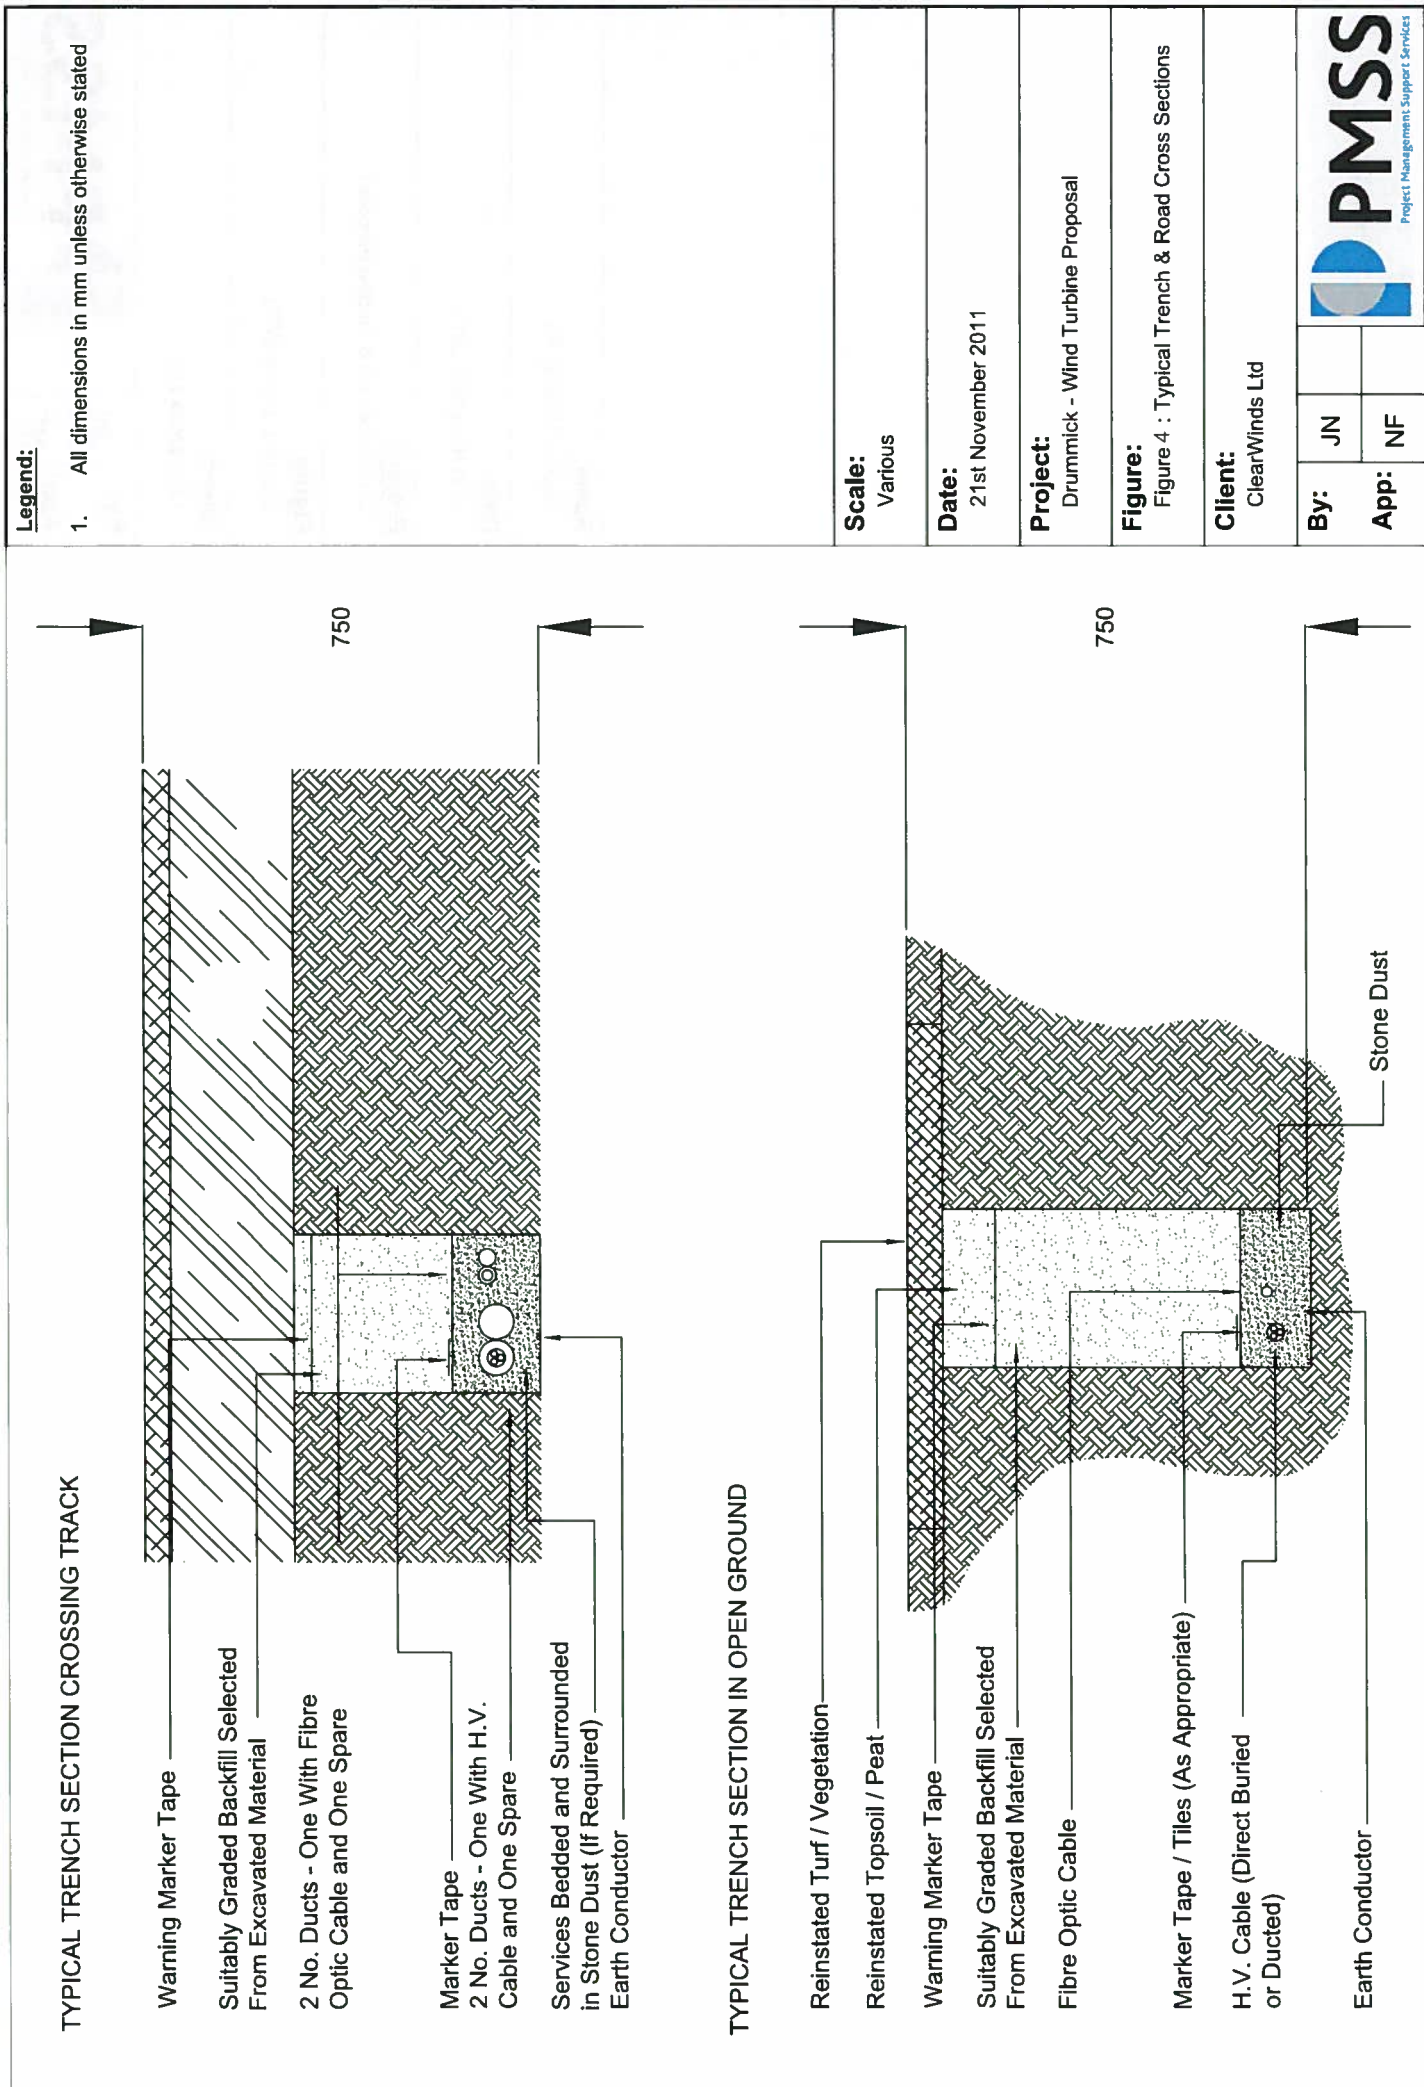 TYPICAL TRENCH SECTION CROSSING TRACK
Warning Marker Tape
Suitably Graded Backfill Selected
From Excavated Material
2 No. Ducts - One With Fibre
Optic Cable and One Spare
Marker Tape
2 No. Ducts - One With H.V.
Cable and One Spare
Services Bedded and Surrounded
in Stone Dust (If Required)
Earth Conductor
750
TYPICAL TRENCH SECTION IN OPEN GROUND
Reinstated Turf / Vegetation
Reinstated Topsoil / Peat
Warning Marker Tape
Suitably Graded Backfill Selected
From Excavated Material
Fibre Optic Cable
Marker Tape / Tiles (As Appropriate)
H.V. Cable (Direct Buried
or Ducted)
Earth Conductor
Stone Dust
750
Legend:
1. All dimensions in mm unless otherwise stated
Scale:
Various
Date:
21st November 2011
Project:
Drummick - Wind Turbine Proposal
Figure:
Figure 4 : Typical Trench & Road Cross Sections
Client:
ClearWinds Ltd
By: JN
App: NF
PMSS
Project Management Support Services